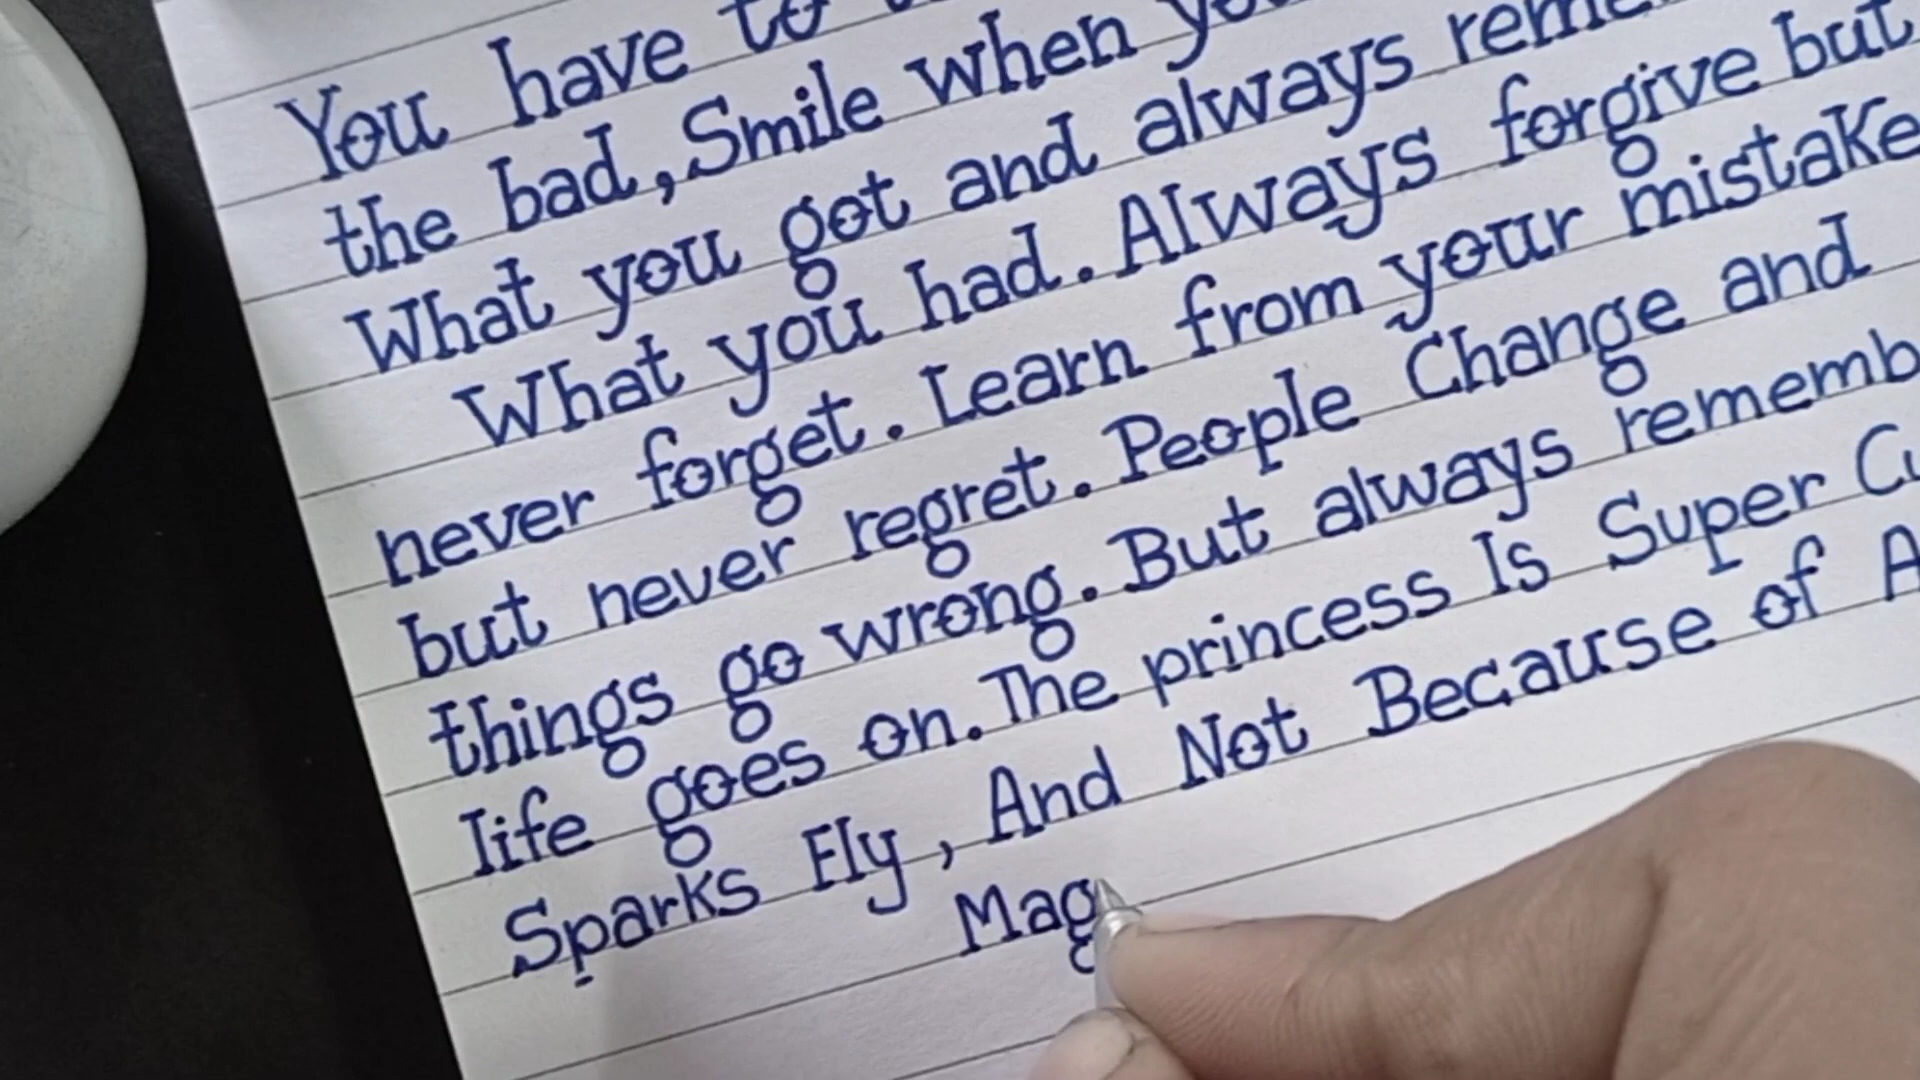 You have to
the bad, Smile when
What you got and always
What you had. Always forgive but
never forget. Learn from your mistake
but never regret. People Change and
things go wrong. But always rememb
life goes on. The princess Is Super
Sparks Fly, And Not Because of
Mag